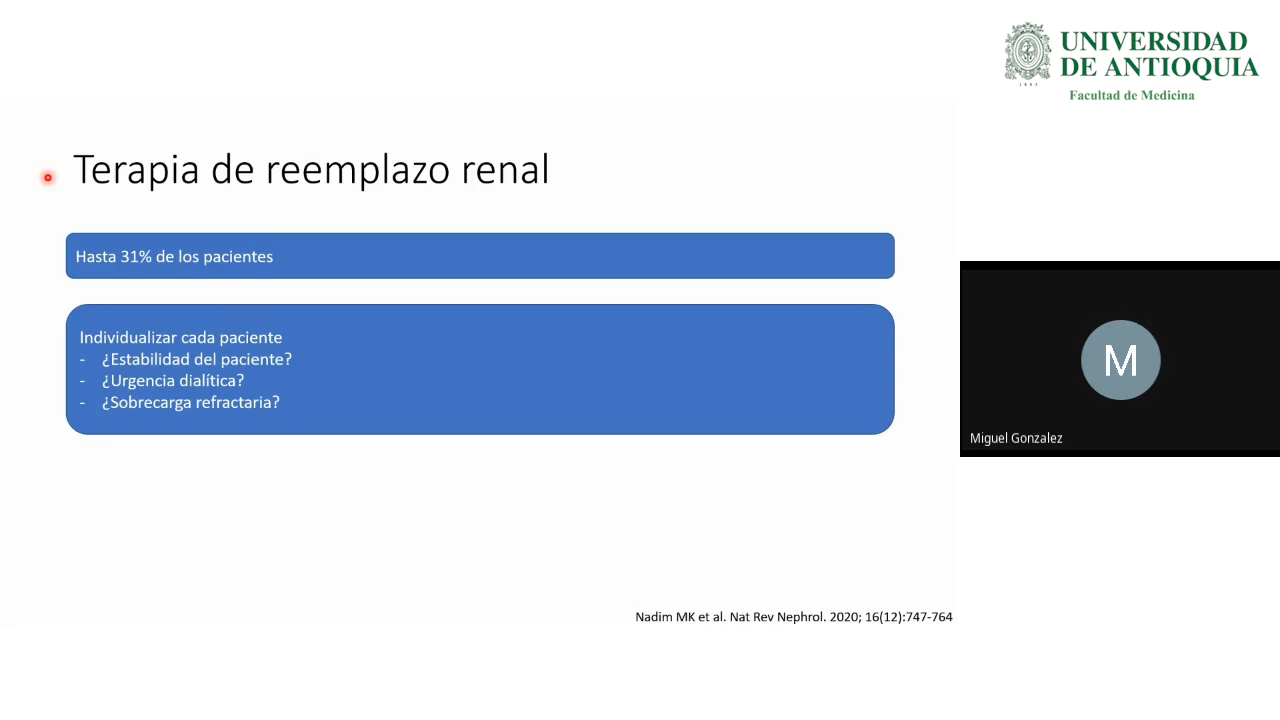 UNIVERSIDAD
DE ANTIOQUIA
1803
Facultad de Medicina
Terapia de reemplazo renal
Hasta 31% de los pacientes
Individualizar cada paciente
- ¿Estabilidad del paciente?
- ¿Urgencia dialítica?
- ¿Sobrecarga refractaria?
M
Miguel Gonzalez
Nadim MK et al. Nat Rev Nephrol. 2020; 16(12):747-764